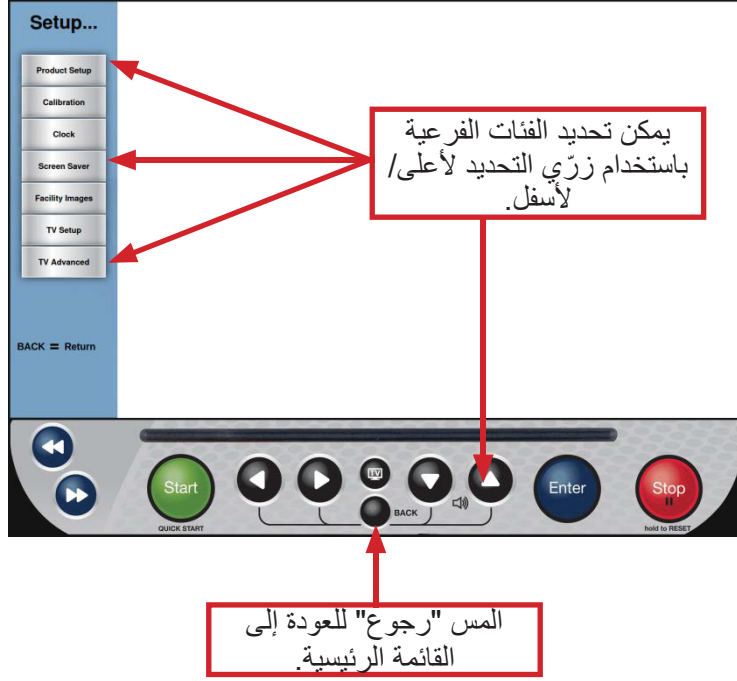 Setup...
Product Setup
Calibration
Clock
Screen Saver
Facility Images
TV Setup
TV Advanced
BACK = Return
يمكن تحديد الفئات الفرعية
باستخدام زرّي التحديد لأعلى/
لأسفل.
Start
QUICK START
TV
BACK
Enter
Stop
hold to RESET
المس "رجوع" للعودة إلى
القائمة الرئيسية.